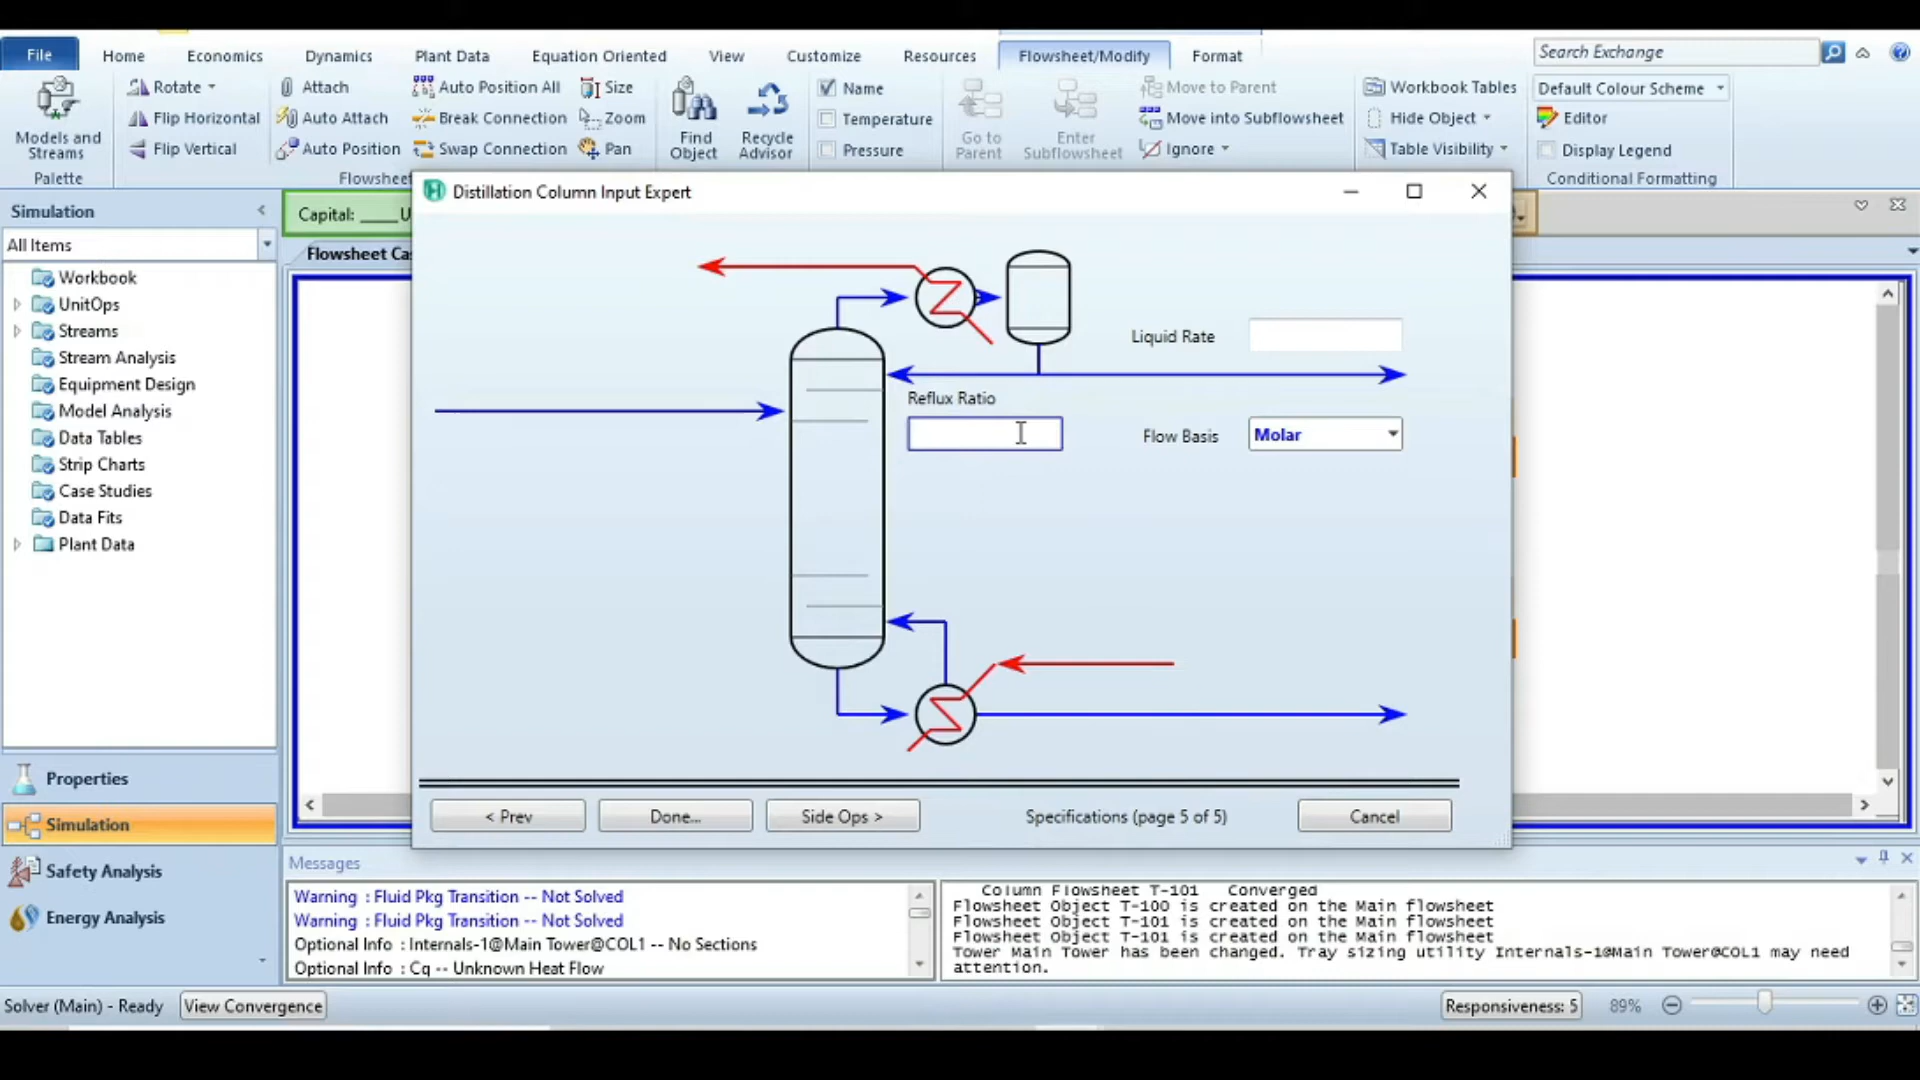 File
Home
Economics
Dynamics
Plant Data
Equation Oriented
View
Customize
Resources
Flowsheet/Modify
Format
Search Exchange
Models and
Streams
Palette
Rotate
Flip Horizontal
Flip Vertical
Attach
Auto Attach
Auto Position
Auto Position All
Break Connection
Swap Connection
Size
Zoom
Pan
Flowshee
Find
Object
Recycle
Advisor
Name
Temperature
Pressure
Go to
Parent
Enter
Subflowsheet
Move to Parent
Move into Subflowsheet
Ignore
Workbook Tables
Hide Object
Table Visibility
Default Colour Scheme
Editor
Display Legend
Conditional Formatting
Simulation
All Items
Workbook
UnitOps
Streams
Stream Analysis
Equipment Design
Model Analysis
Data Tables
Strip Charts
Case Studies
Data Fits
Plant Data
Properties
Simulation
Safety Analysis
Energy Analysis
Capital: ____U
Flowsheet Ca
Distillation Column Input Expert
Liquid Rate
Reflux Ratio
Flow Basis
Molar
< Prev
Done...
Side Ops >
Specifications (page 5 of 5)
Cancel
Messages
Warning : Fluid Pkg Transition -- Not Solved
Warning : Fluid Pkg Transition -- Not Solved
Optional Info : Internals-1@Main Tower@COL1 -- No Sections
Optional Info : Cq -- Unknown Heat Flow
Column Flowsheet T-101 Converged
Flowsheet Object T-100 is created on the Main flowsheet
Flowsheet Object T-101 is created on the Main flowsheet
Flowsheet Object T-101 is created on the Main flowsheet
Tower Main Tower has been changed. Tray sizing utility Internals-1@Main Tower@COL1 may need
attention.
Solver (Main) - Ready
View Convergence
Responsiveness: 5
89%